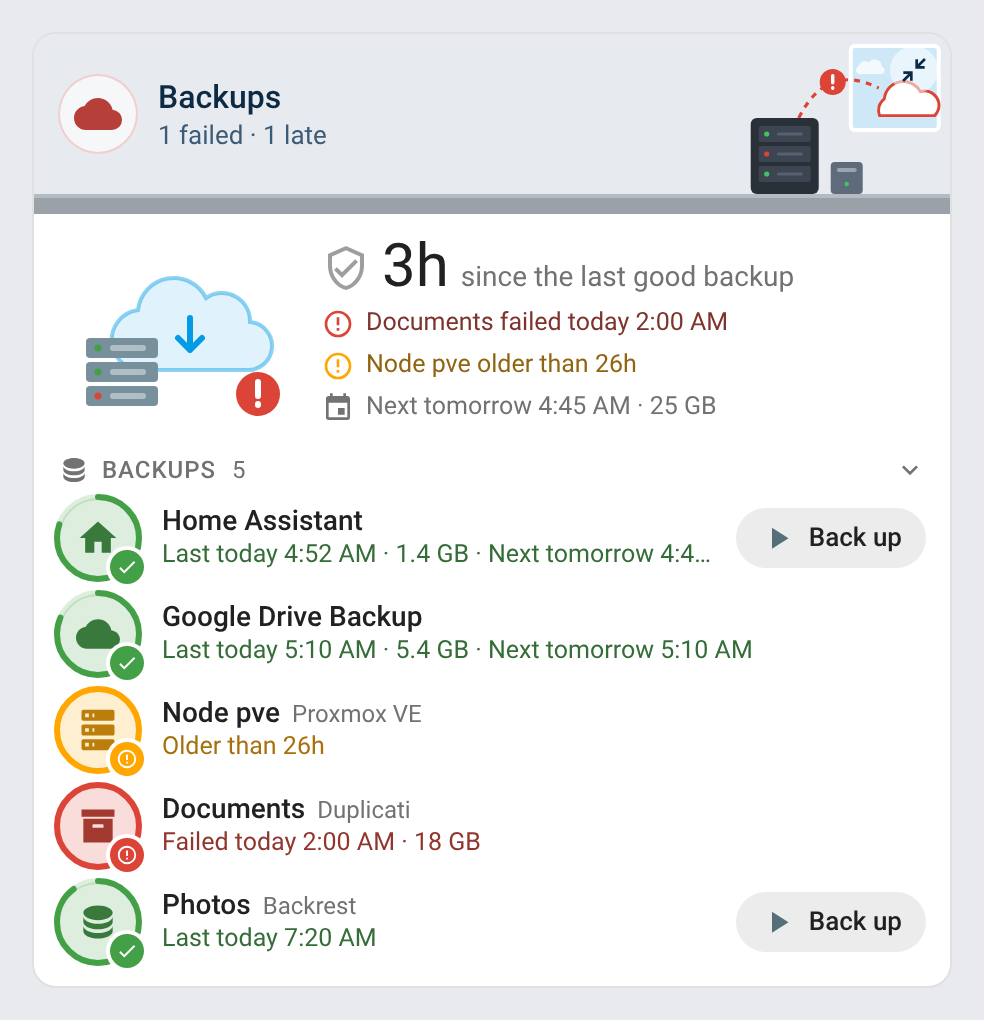 Backups
1 failed · 1 late
3h since the last good backup
Documents failed today 2:00 AM
Node pve older than 26h
Next tomorrow 4:45 AM · 25 GB
BACKUPS 5
Home Assistant
Last today 4:52 AM · 1.4 GB · Next tomorrow 4:4…
Back up
Google Drive Backup
Last today 5:10 AM · 5.4 GB · Next tomorrow 5:10 AM
Node pve Proxmox VE
Older than 26h
Documents Duplicati
Failed today 2:00 AM · 18 GB
Photos Backrest
Last today 7:20 AM
Back up